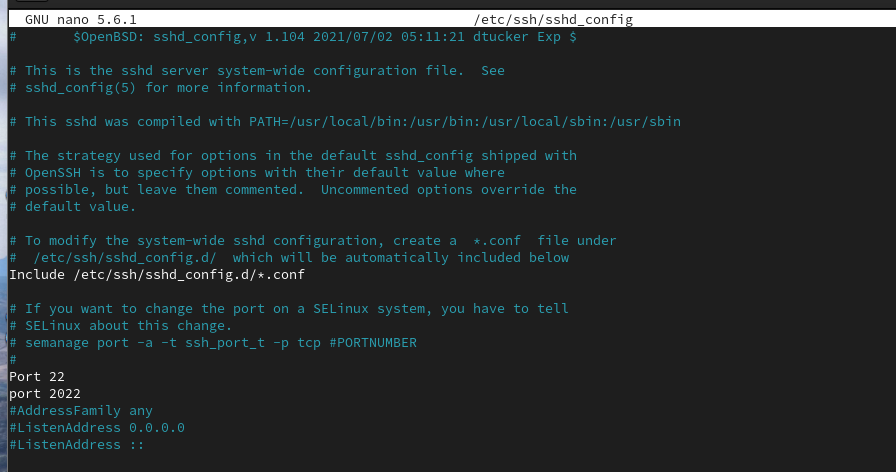 GNU nano 5.6.1 /etc/ssh/sshd_config
# $OpenBSD: sshd_config,v 1.104 2021/07/02 05:11:21 dtucker Exp $
# This is the sshd server system-wide configuration file.  See
# sshd_config(5) for more information.
# This sshd was compiled with PATH=/usr/local/bin:/usr/bin:/usr/local/sbin:/usr/sbin
# The strategy used for options in the default sshd_config shipped with
# OpenSSH is to specify options with their default value where
# possible, but leave them commented.  Uncommented options override the
# default value.
# To modify the system-wide sshd configuration, create a  *.conf  file under
#  /etc/ssh/sshd_config.d/  which will be automatically included below
Include /etc/ssh/sshd_config.d/*.conf
# If you want to change the port on a SELinux system, you have to tell
# SELinux about this change.
# semanage port -a -t ssh_port_t -p tcp #PORTNUMBER
#
Port 22
port 2022
#AddressFamily any
#ListenAddress 0.0.0.0
#ListenAddress ::